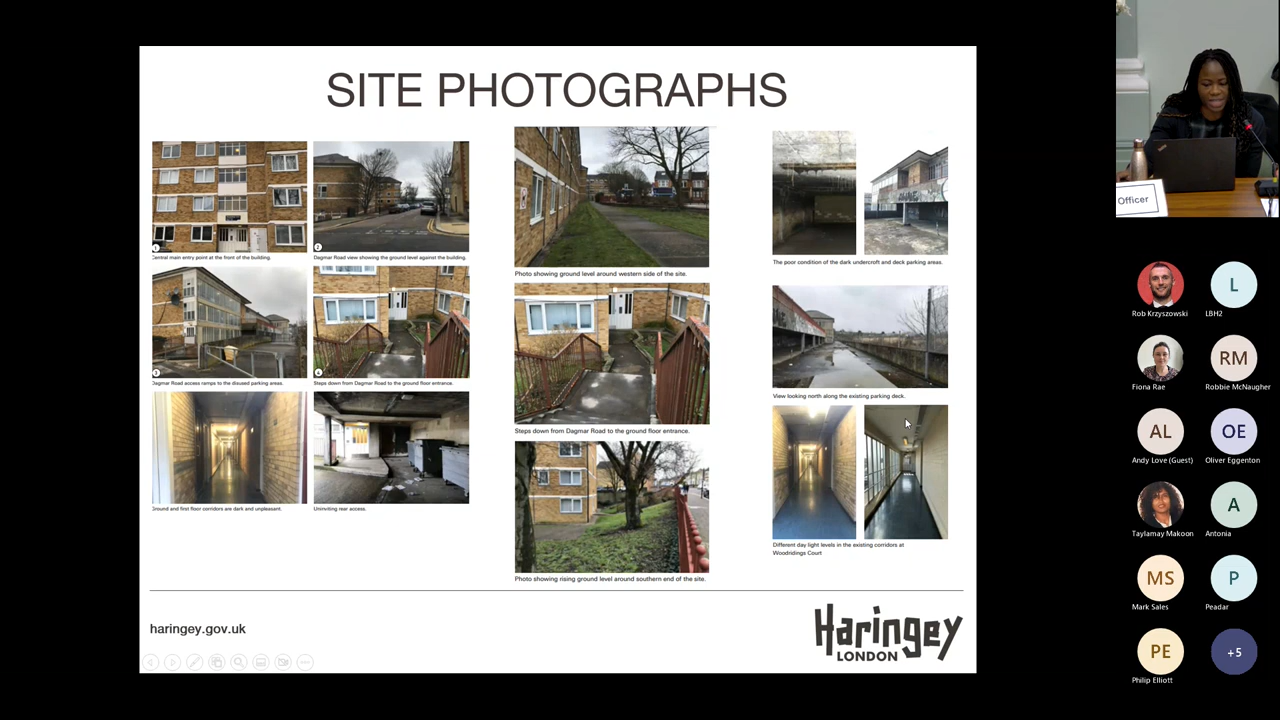 SITE PHOTOGRAPHS
Central main entry point at the front of the building.
Dagmar Road view showing the ground level against the building.
Dagmar Road access ramps to the disused parking areas.
Steps down from Dagmar Road to the ground floor entrance.
Ground and first floor corridors are dark and unpleasant.
Uninviting rear access.
Photo showing ground level around western side of the site.
Steps down from Dagmar Road to the ground floor entrance.
Photo showing rising ground level around southern end of the site.
The poor condition of the dark undercroft and deck parking areas.
View looking north along the existing parking deck.
Different day light levels in the existing corridors at
Woodridings Court
haringey.gov.uk
Haringey
LONDON
Officer
Rob Krzyszowski
L
LBH2
Fiona Rae
RM
Robbie McNaugher
AL
Andy Love (Guest)
OE
Oliver Eggenton
Taylamay Makoon
A
Antonia
MS
Mark Sales
P
Peadar
PE
Philip Elliott
+5